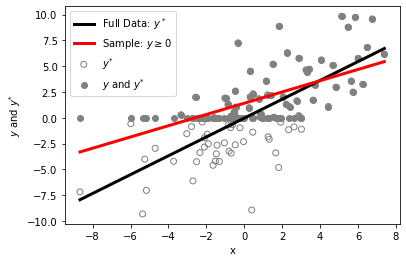 Full Data: y*
Sample: y ≥ 0
y*
y and y*
10.0
7.5
5.0
2.5
0.0
−2.5
−5.0
−7.5
−10.0
y and y*
−8 −6 −4 −2 0 2 4 6 8
x